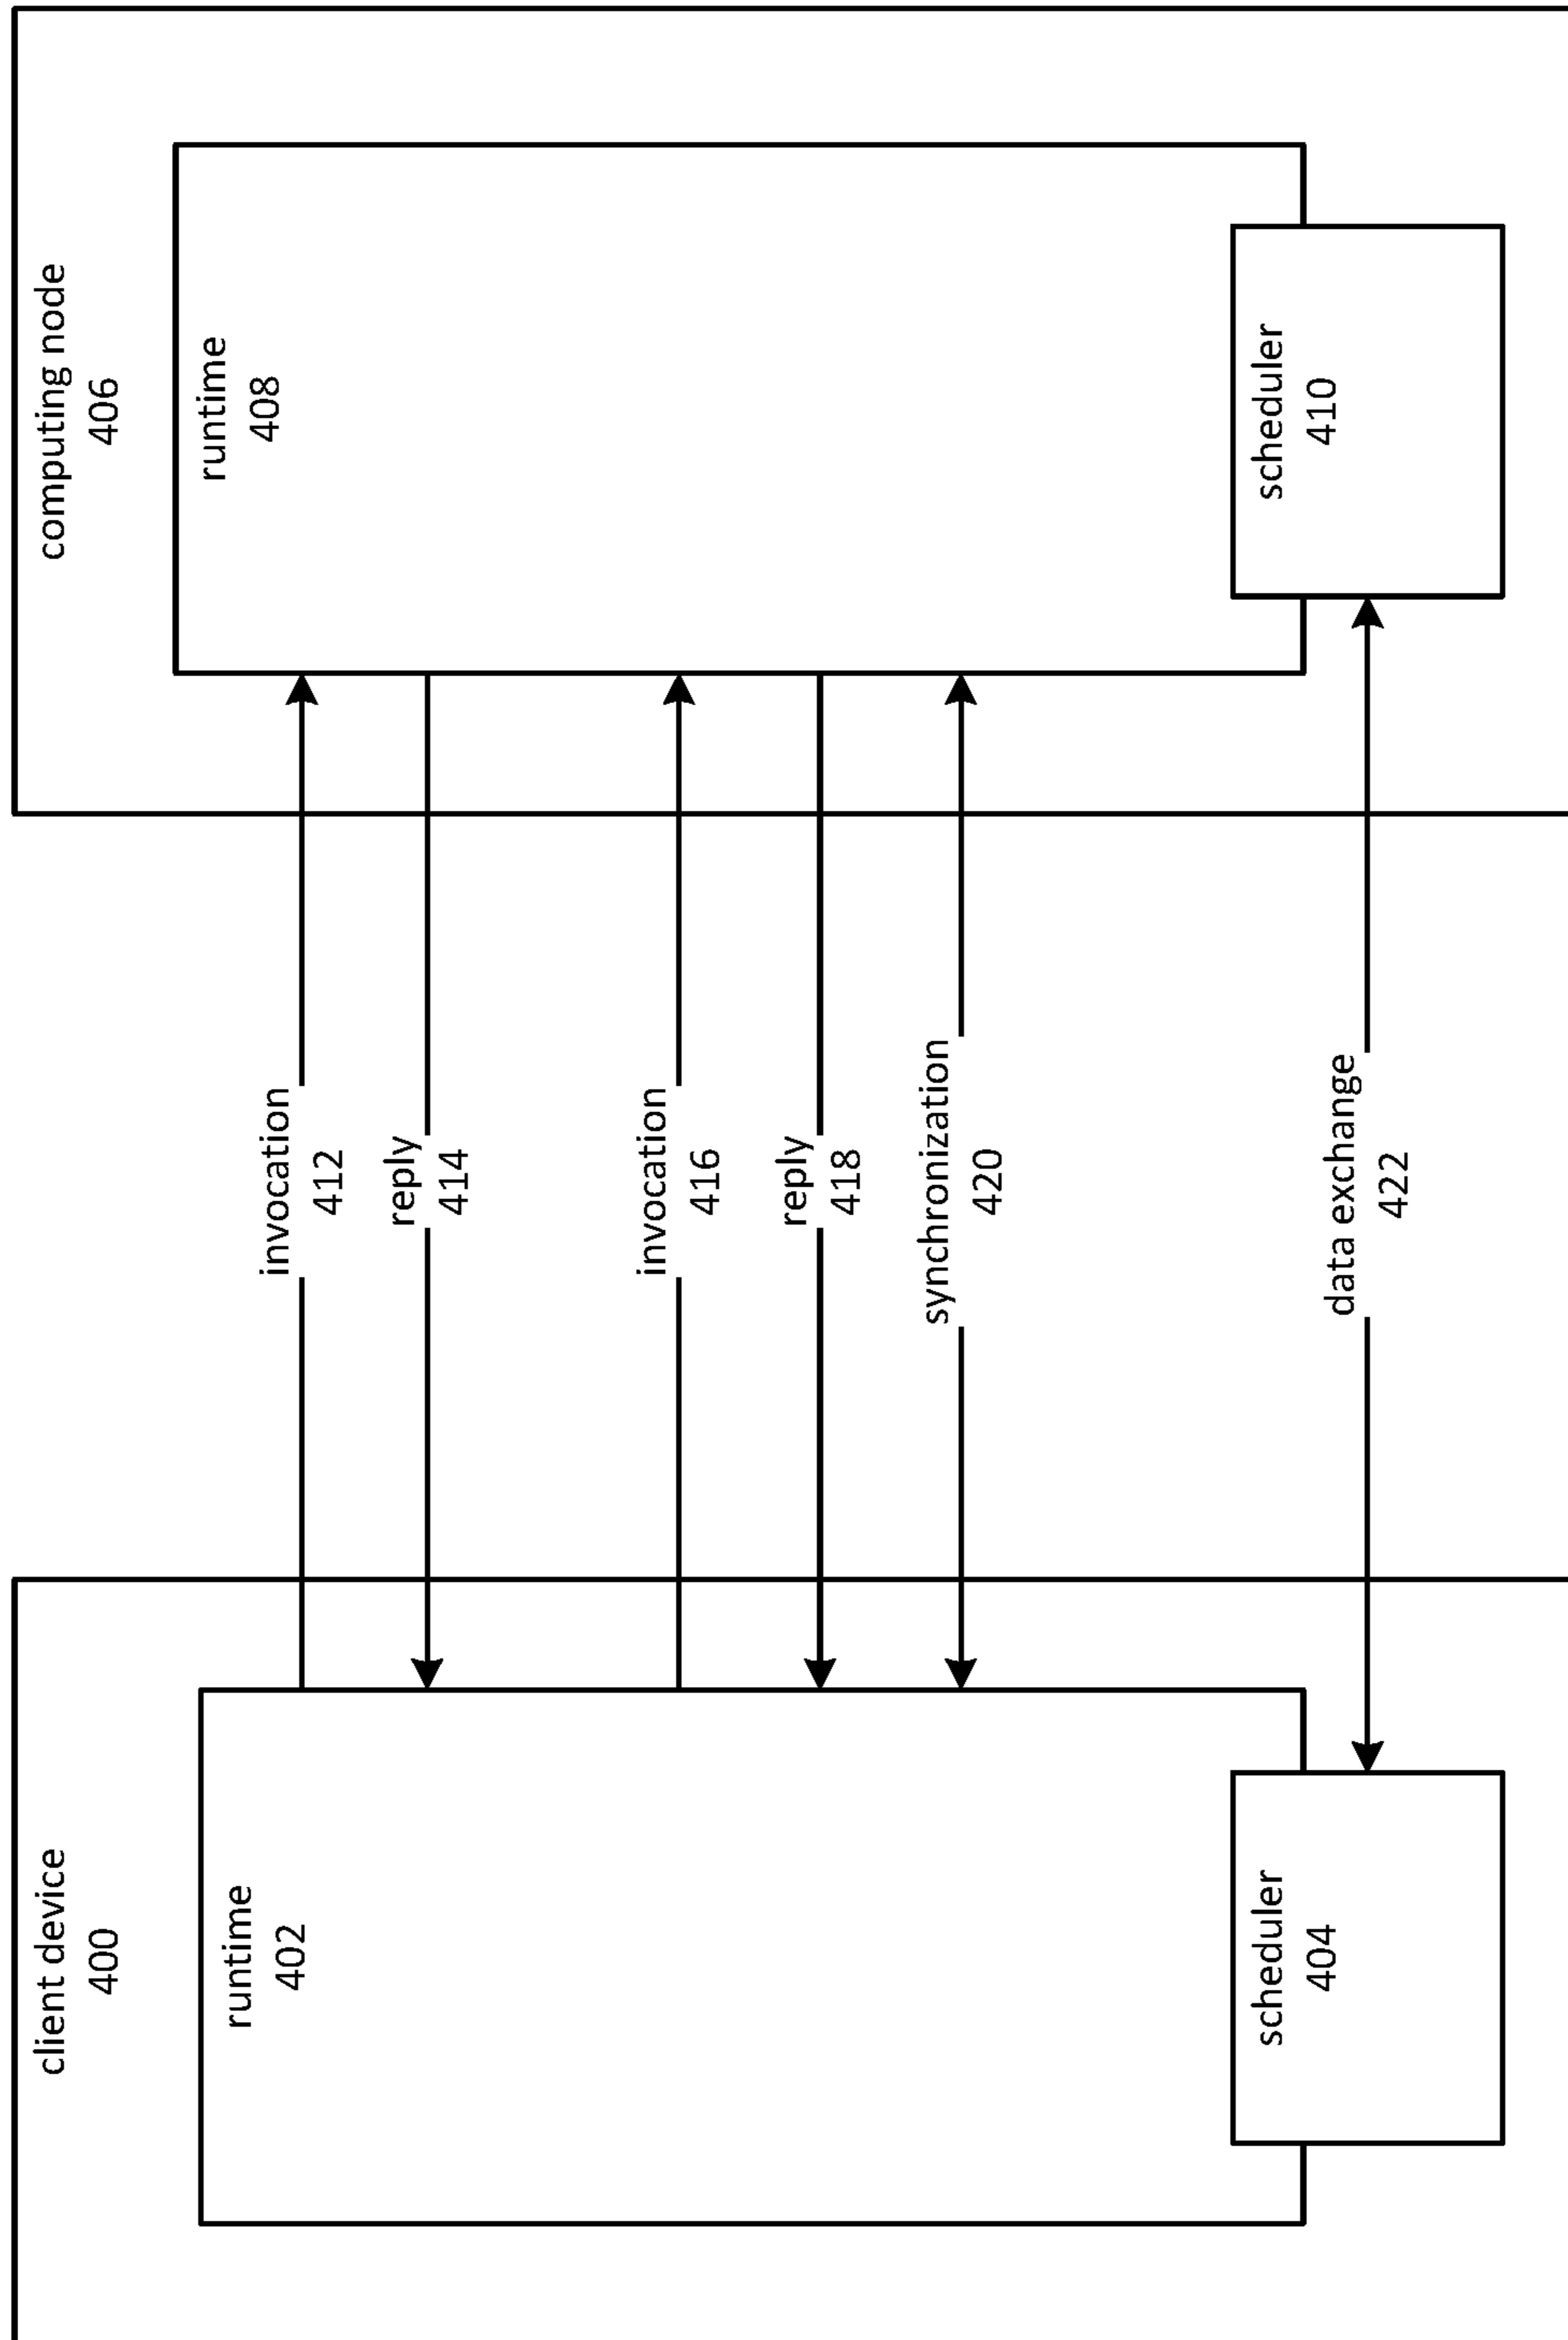 client device
400
runtime
402
scheduler
404
invocation
412
reply
414
invocation
416
reply
418
synchronization
420
data exchange
422
computing node
406
runtime
408
scheduler
410